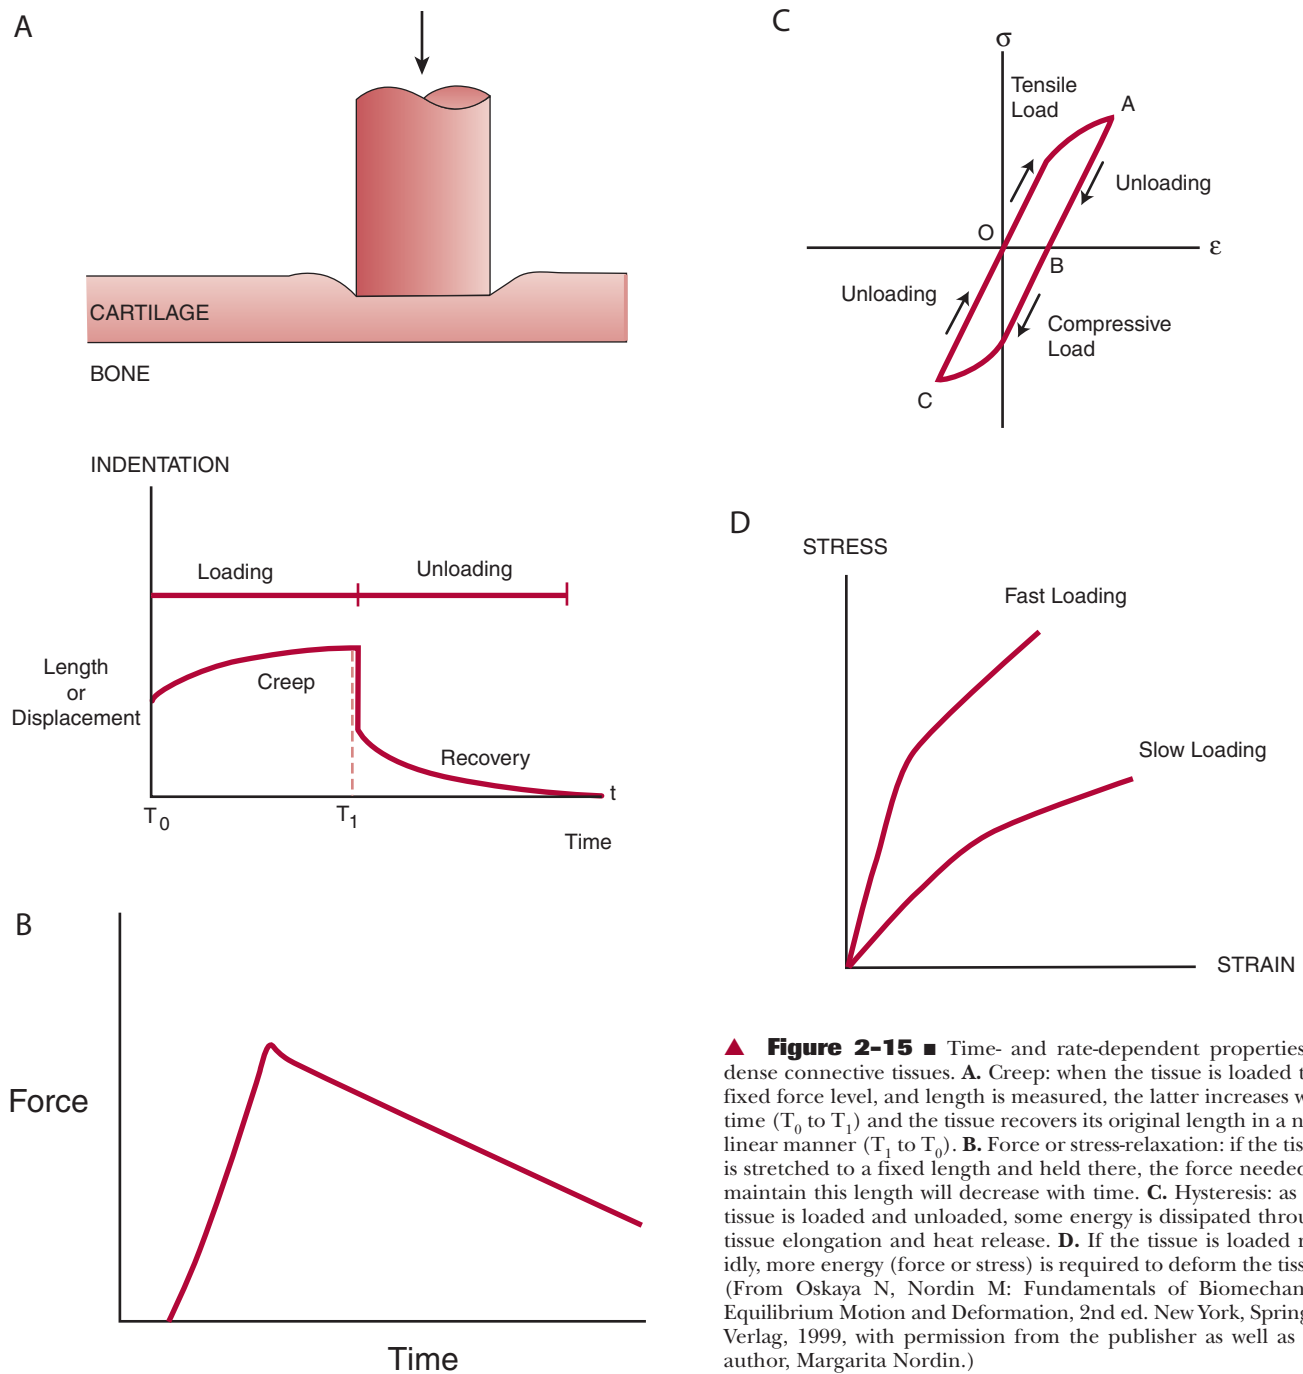 A
CARTILAGE
BONE
INDENTATION
Loading
Unloading
Length
or
Displacement
Creep
Recovery
t
T0
T1
Time
B
Force
Time
C
σ
Tensile
Load
A
Unloading
O
ε
B
Unloading
Compressive
Load
C
D
STRESS
Fast Loading
Slow Loading
STRAIN
▲ Figure 2-15 ■ Time- and rate-dependent properties
dense connective tissues. A. Creep: when the tissue is loaded t
fixed force level, and length is measured, the latter increases w
time (T0 to T1) and the tissue recovers its original length in a n
linear manner (T1 to T0). B. Force or stress-relaxation: if the tis
is stretched to a fixed length and held there, the force needed
maintain this length will decrease with time. C. Hysteresis: as
tissue is loaded and unloaded, some energy is dissipated throu
tissue elongation and heat release. D. If the tissue is loaded r
idly, more energy (force or stress) is required to deform the tiss
(From Oskaya N, Nordin M: Fundamentals of Biomechan
Equilibrium Motion and Deformation, 2nd ed. New York, Spring
Verlag, 1999, with permission from the publisher as well as
author, Margarita Nordin.)